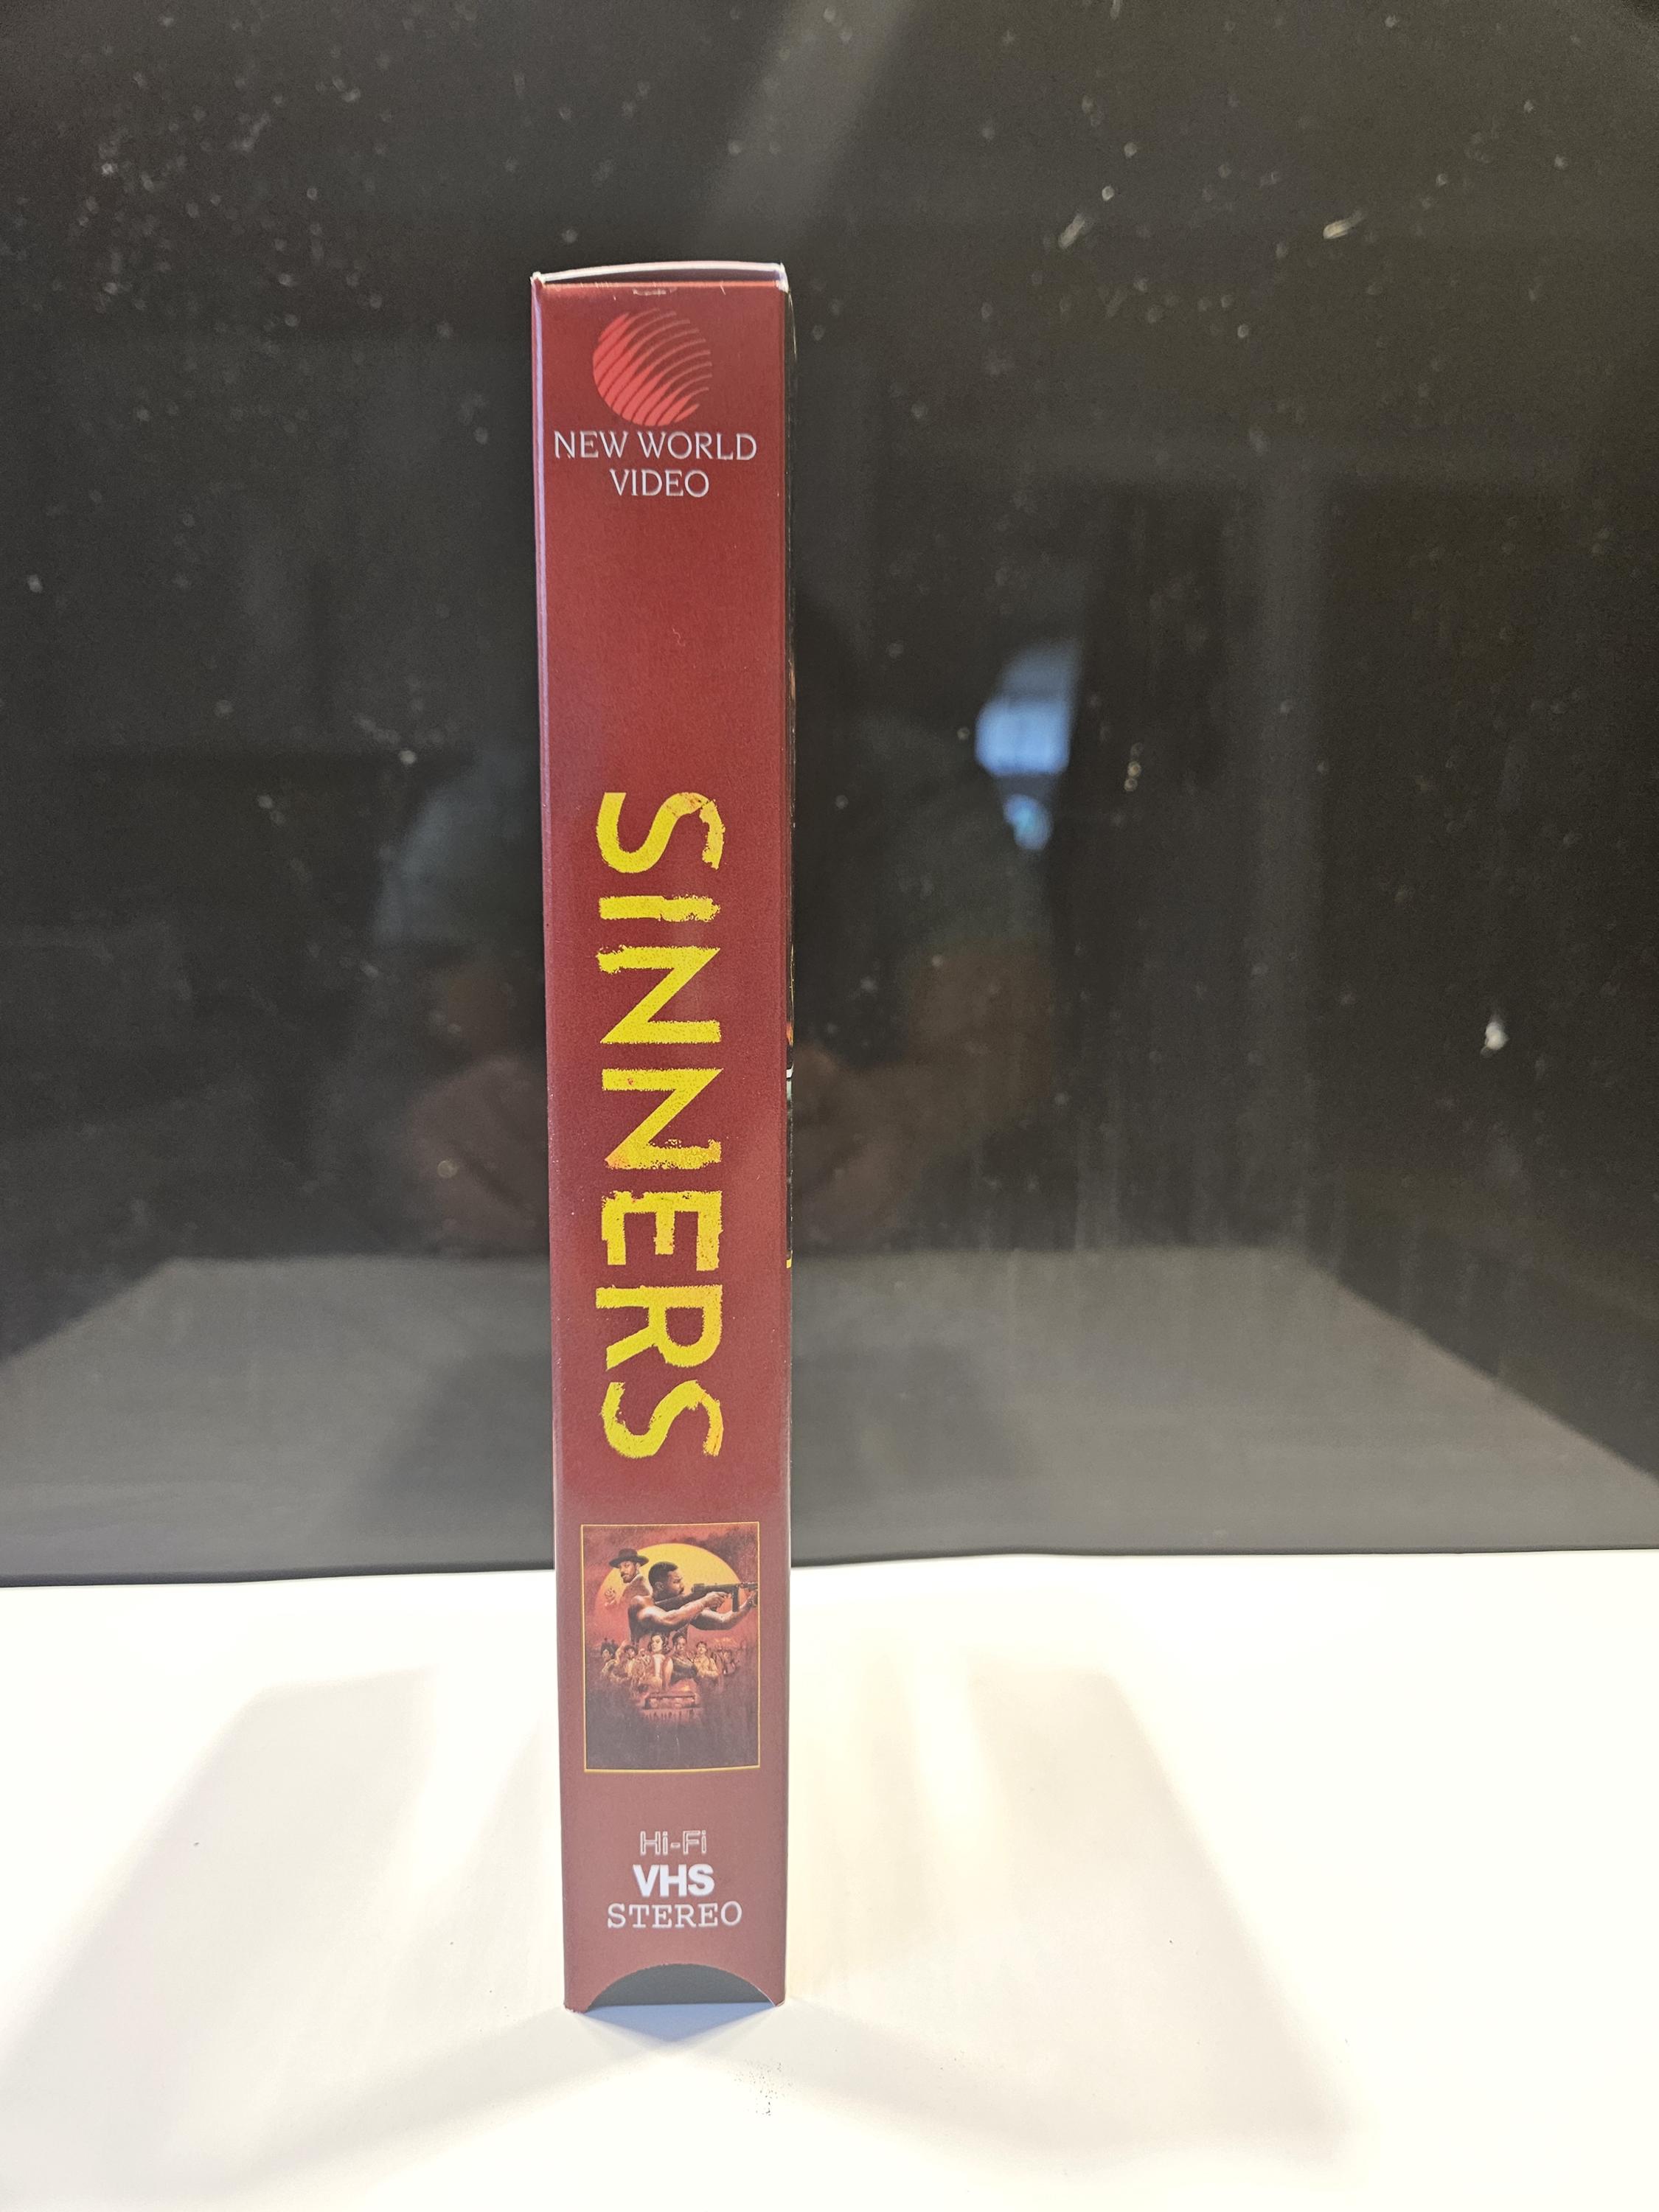 NEW WORLD
VIDEO
SINNERS
Hi-Fi
VHS
STEREO